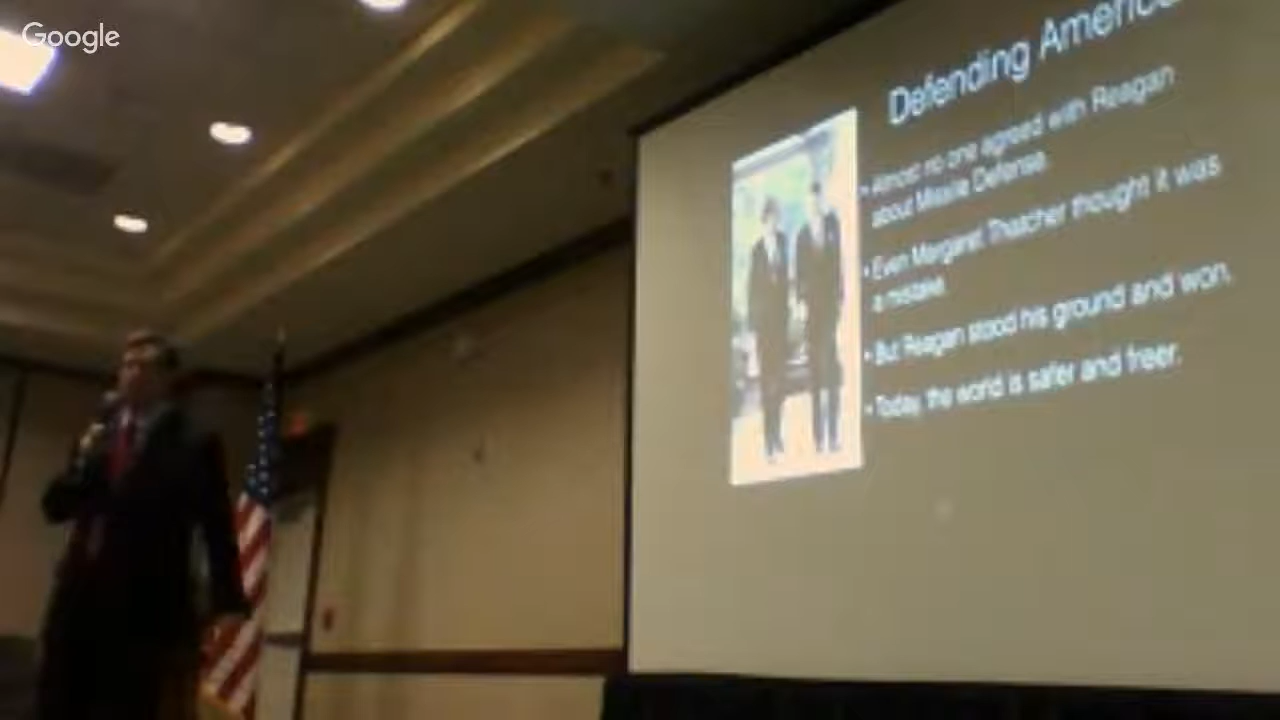 Google
Defending America
• Almost no one agreed with Reagan
about Missile Defense.
• Even Margaret Thatcher thought it was
a mistake.
• But Reagan stood his ground and won.
• Today, the world is safer and freer.